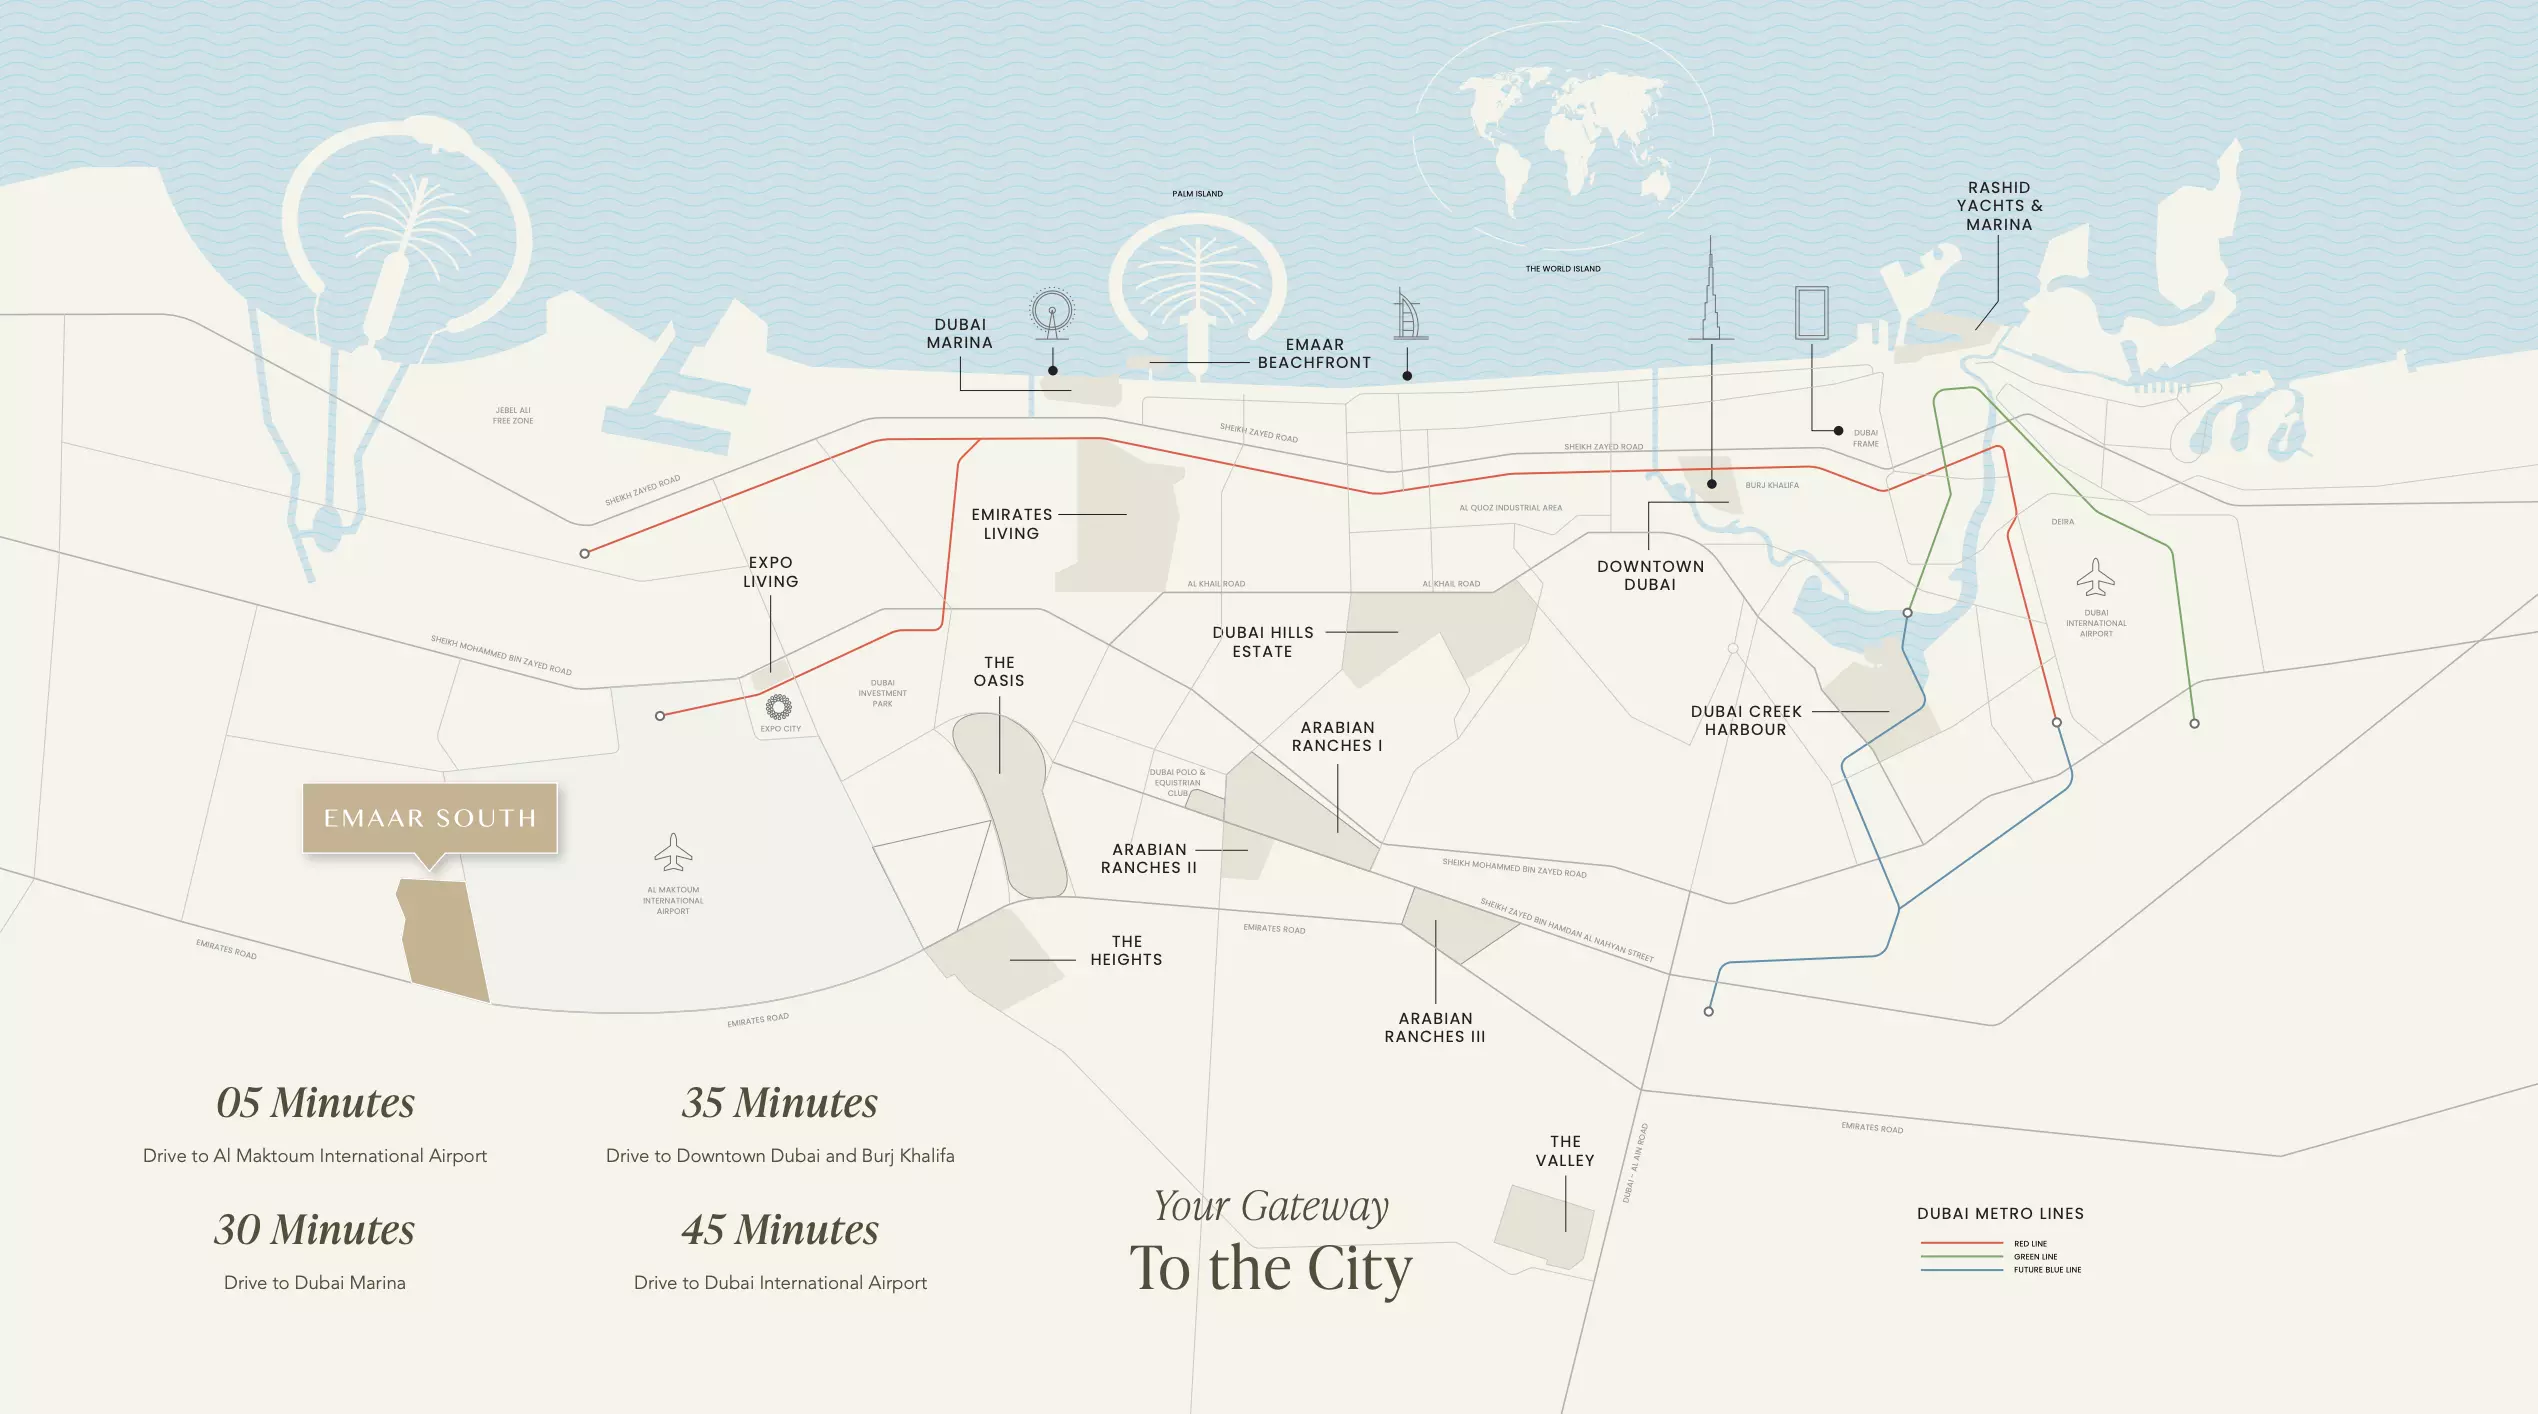 PALM ISLAND
RASHID
YACHTS &
MARINA
THE WORLD ISLAND
DUBAI
MARINA
EMAAR
BEACHFRONT
JEBEL ALI
FREE ZONE
SHEIKH ZAYED ROAD
SHEIKH ZAYED ROAD
DUBAI
FRAME
SHEIKH ZAYED ROAD
BURJ KHALIFA
AL QUOZ INDUSTRIAL AREA
EMIRATES
LIVING
DEIRA
EXPO
LIVING
DOWNTOWN
DUBAI
AL KHAIL ROAD
AL KHAIL ROAD
DUBAI
INTERNATIONAL
AIRPORT
DUBAI HILLS
ESTATE
SHEIKH MOHAMMED BIN ZAYED ROAD
THE
OASIS
DUBAI
INVESTMENT
PARK
EXPO CITY
DUBAI CREEK
HARBOUR
ARABIAN
RANCHES I
DUBAI POLO &
EQUISTRIAN
CLUB
EMAAR SOUTH
ARABIAN
RANCHES II
SHEIKH MOHAMMED BIN ZAYED ROAD
AL MAKTOUM
INTERNATIONAL
AIRPORT
SHEIKH ZAYED BIN HAMDAN AL NAHYAN STREET
EMIRATES ROAD
EMIRATES ROAD
THE
HEIGHTS
EMIRATES ROAD
ARABIAN
RANCHES III
05 Minutes
Drive to Al Maktoum International Airport
35 Minutes
Drive to Downtown Dubai and Burj Khalifa
30 Minutes
Drive to Dubai Marina
45 Minutes
Drive to Dubai International Airport
EMIRATES ROAD
THE
VALLEY
DUBAI - AL AIN ROAD
Your Gateway
To the City
DUBAI METRO LINES
RED LINE
GREEN LINE
FUTURE BLUE LINE